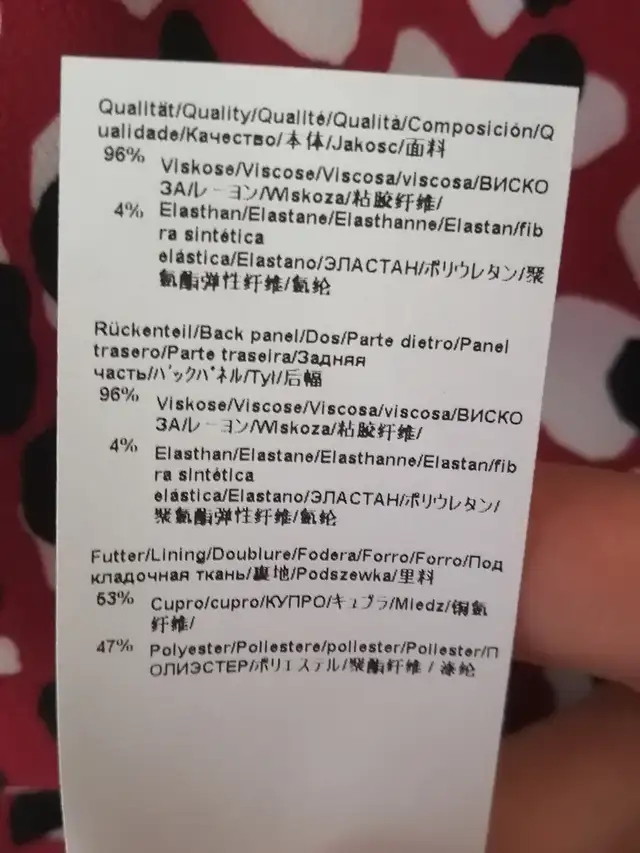 Qualität/Quality/Qualité/Qualità/Composición/Q
ualidade/Качество/本体/Jakosc/面料
96% Viskose/Viscose/Viscosa/viscosa/ВИСКО
ЗА/レーヨン/Wiskoza/粘胶纤维/
4% Elasthan/Elastane/Elasthanne/Elastan/fib
ra sintética
elástica/Elastano/ЭЛАСТАН/ポリウレタン/聚
氨酯弹性纤维/氨纶
Rückenteil/Back panel/Dos/Parte dietro/Panel
trasero/Parte traseira/Задняя
часть/バックパネル/Tyl/后幅
96% Viskose/Viscose/Viscosa/viscosa/ВИСКО
ЗА/レーヨン/Wiskoza/粘胶纤维/
4% Elasthan/Elastane/Elasthanne/Elastan/fib
ra sintética
elástica/Elastano/ЭЛАСТАН/ポリウレタン/
聚氨酯弹性纤维/氨纶
Futter/Lining/Doublure/Fodera/Forro/Forro/Под
кладочная ткань/裏地/Podszewka/里料
53% Cupro/cupro/КУПРО/キュプラ/Miedz/铜氨
纤维/
47% Polyester/Poliestere/poliester/Poliester/П
ОЛИЭСТЕР/ポリエステル/聚酯纤维 / 涤纶